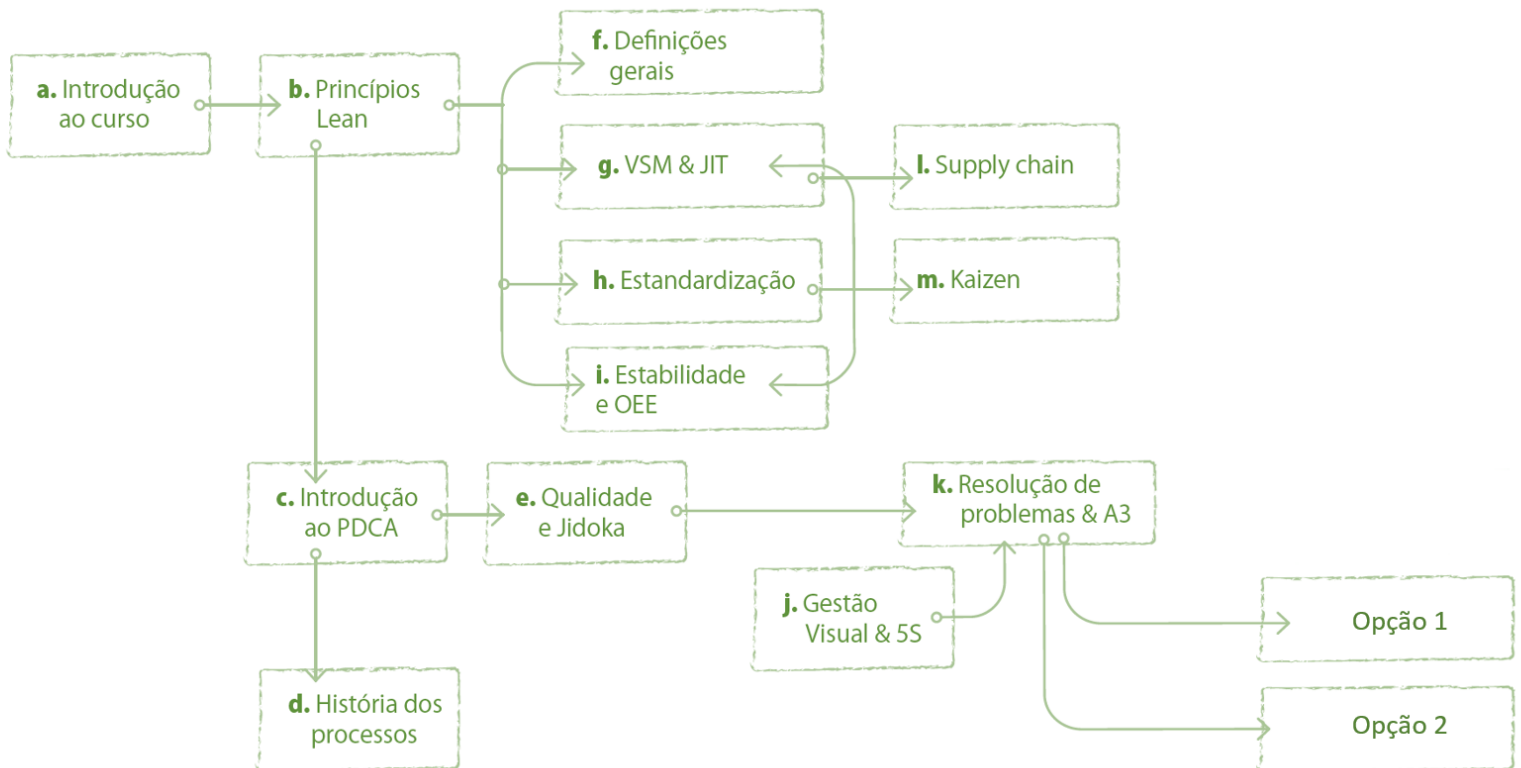 a. Introdução
ao curso
b. Princípios
Lean
f. Definições
gerais
g. VSM & JIT
l. Supply chain
h. Estandardização
m. Kaizen
i. Estabilidade
e OEE
c. Introdução
ao PDCA
e. Qualidade
e Jidoka
k. Resolução de
problemas & A3
j. Gestão
Visual & 5S
Opção 1
d. História dos
processos
Opção 2